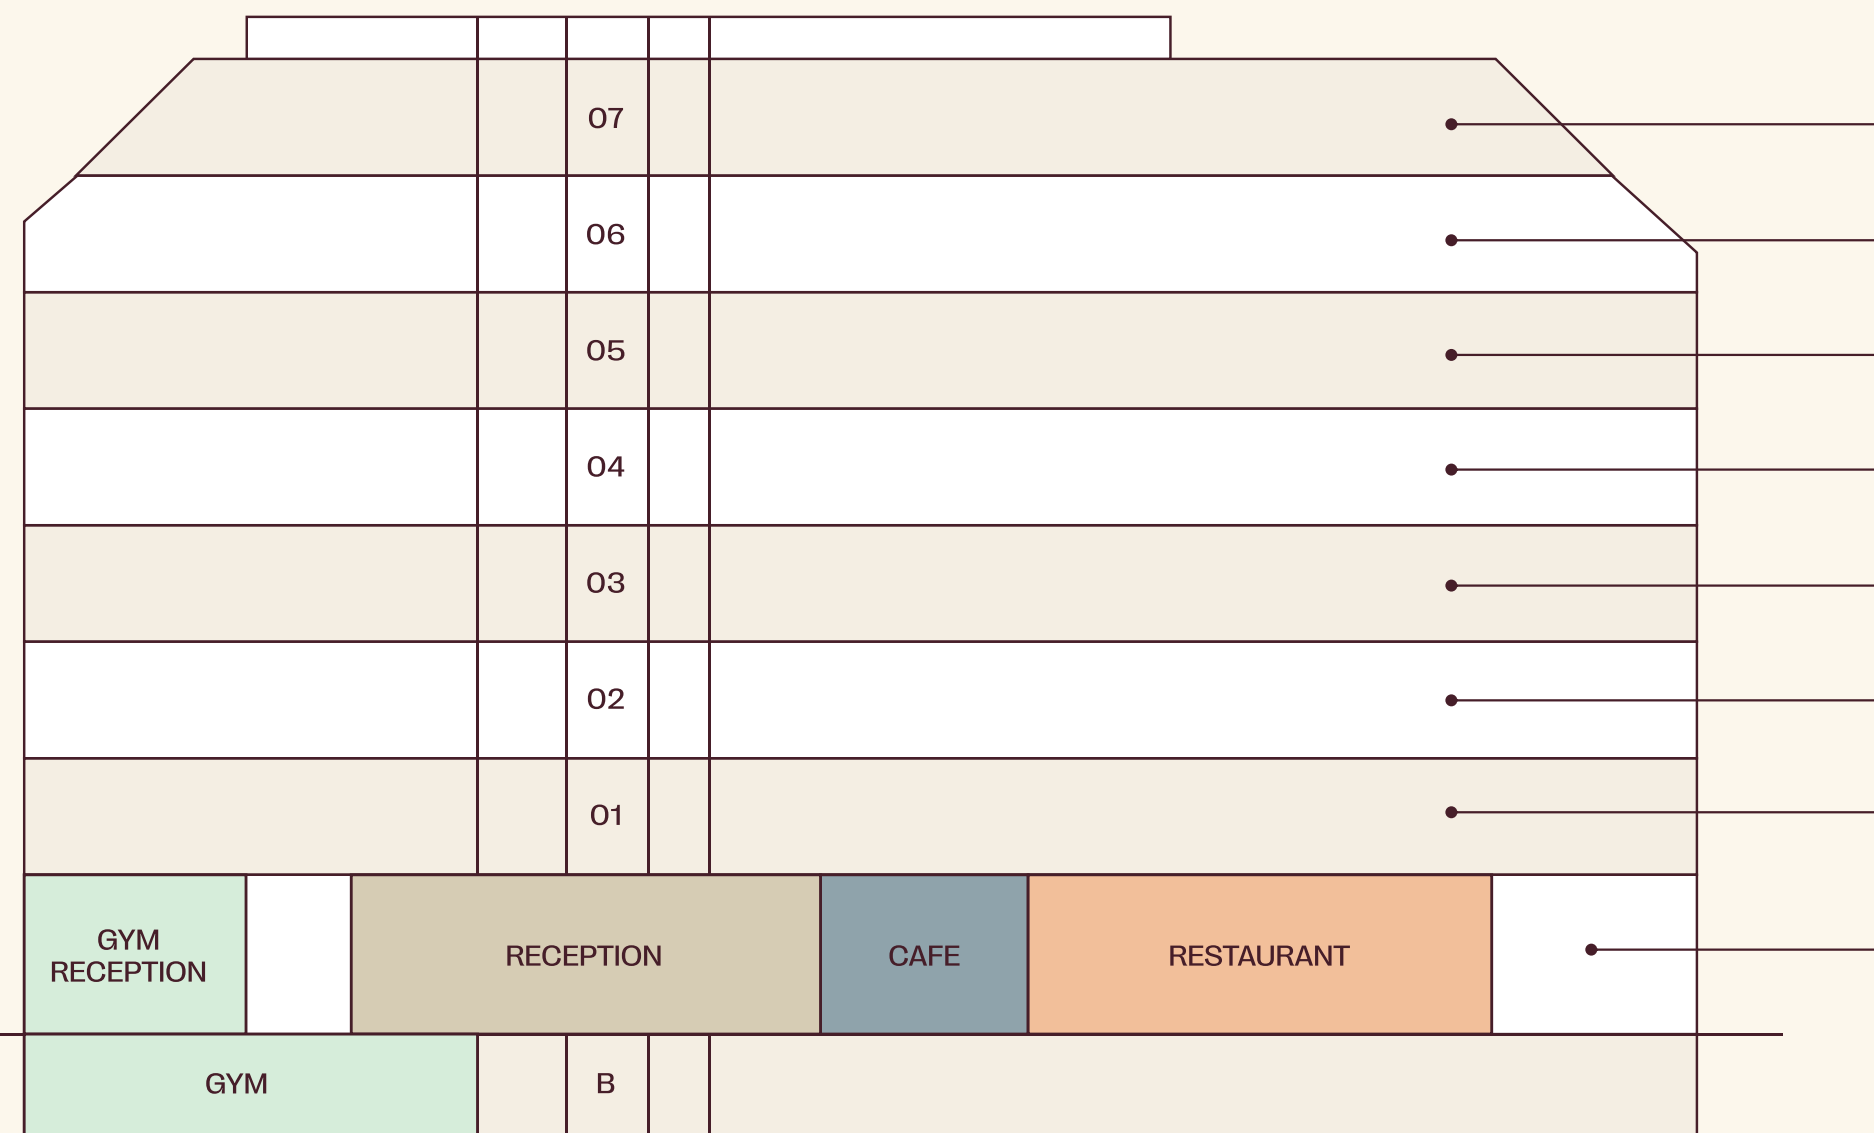 07
06
05
04
03
02
01
GYM
RECEPTION
RECEPTION
CAFE
RESTAURANT
GYM
B